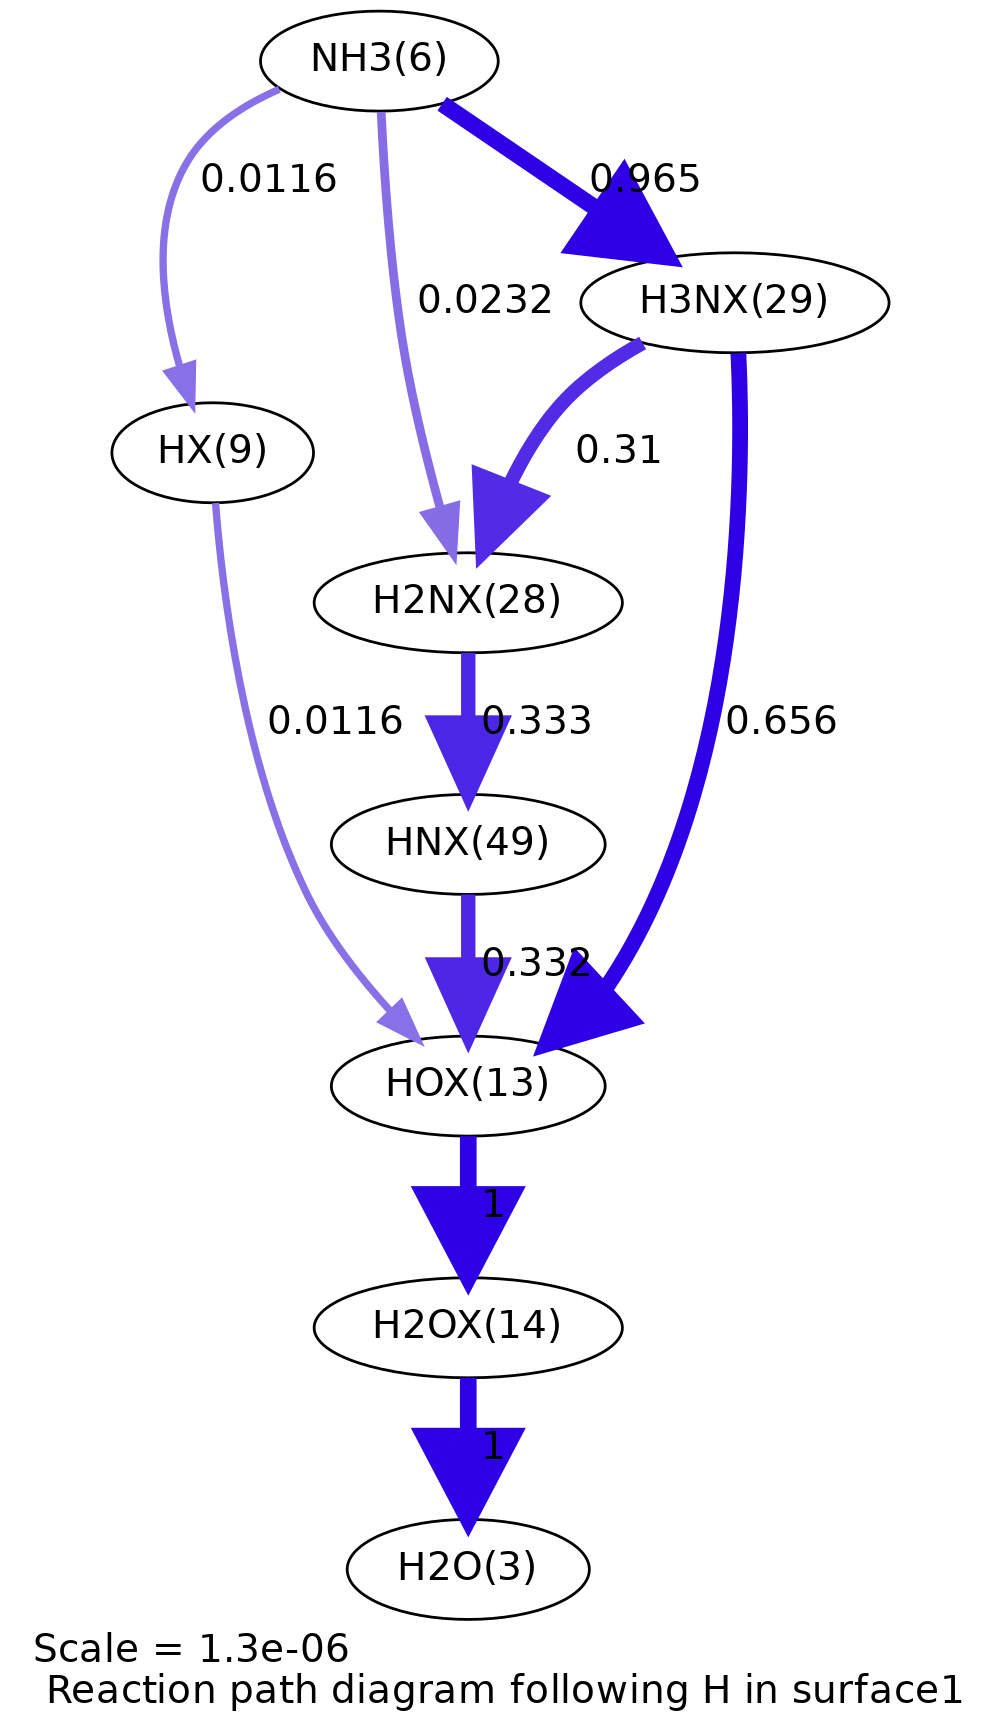 NH3(6)
0.0116
0.965
0.0232
H3NX(29)
HX(9)
0.31
H2NX(28)
0.0116
0.333
0.656
HNX(49)
0.332
HOX(13)
1
H2OX(14)
1
H2O(3)
Scale = 1.3e-06
Reaction path diagram following H in surface1